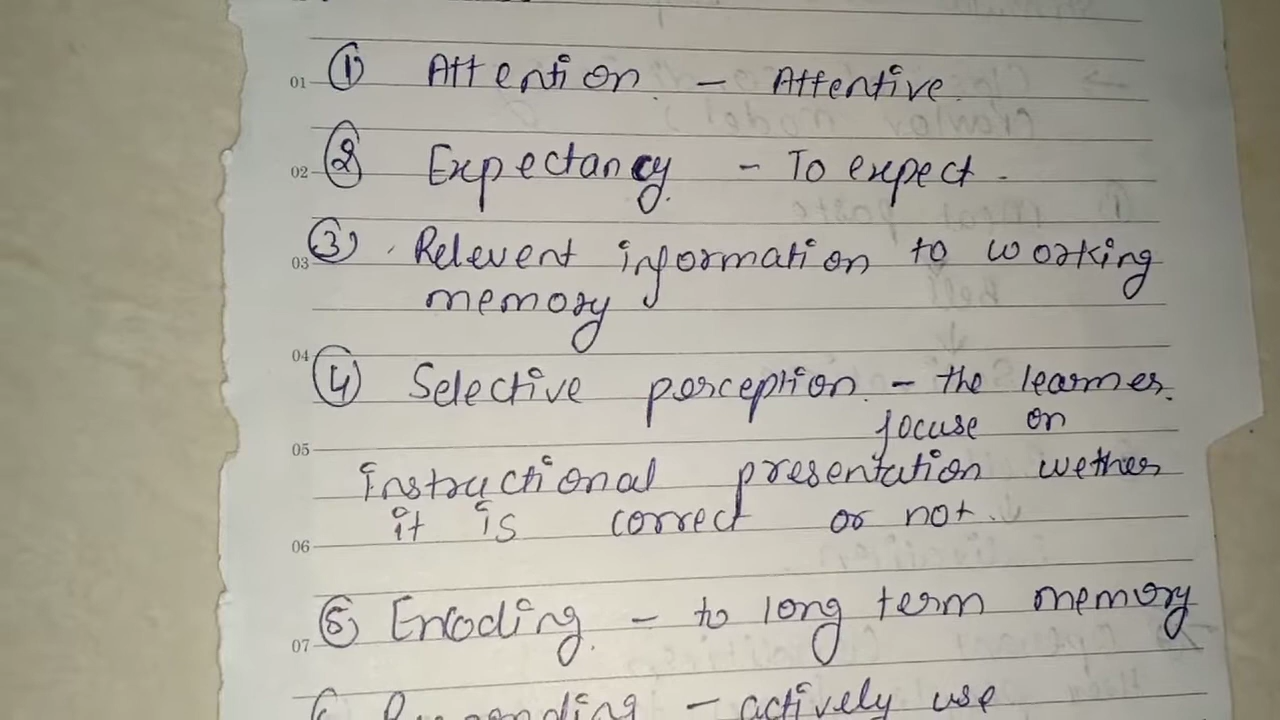 01 ① Attention. - Attentive.
02 ② Expectancy. - To expect.
03 ③ Relevent information to working
memory
04
④ Selective perception. - the learner.
focuse on
05
instructional presentation wether
it is correct or not.
06
⑤ Encoding. - to long term memory
07
- actively use